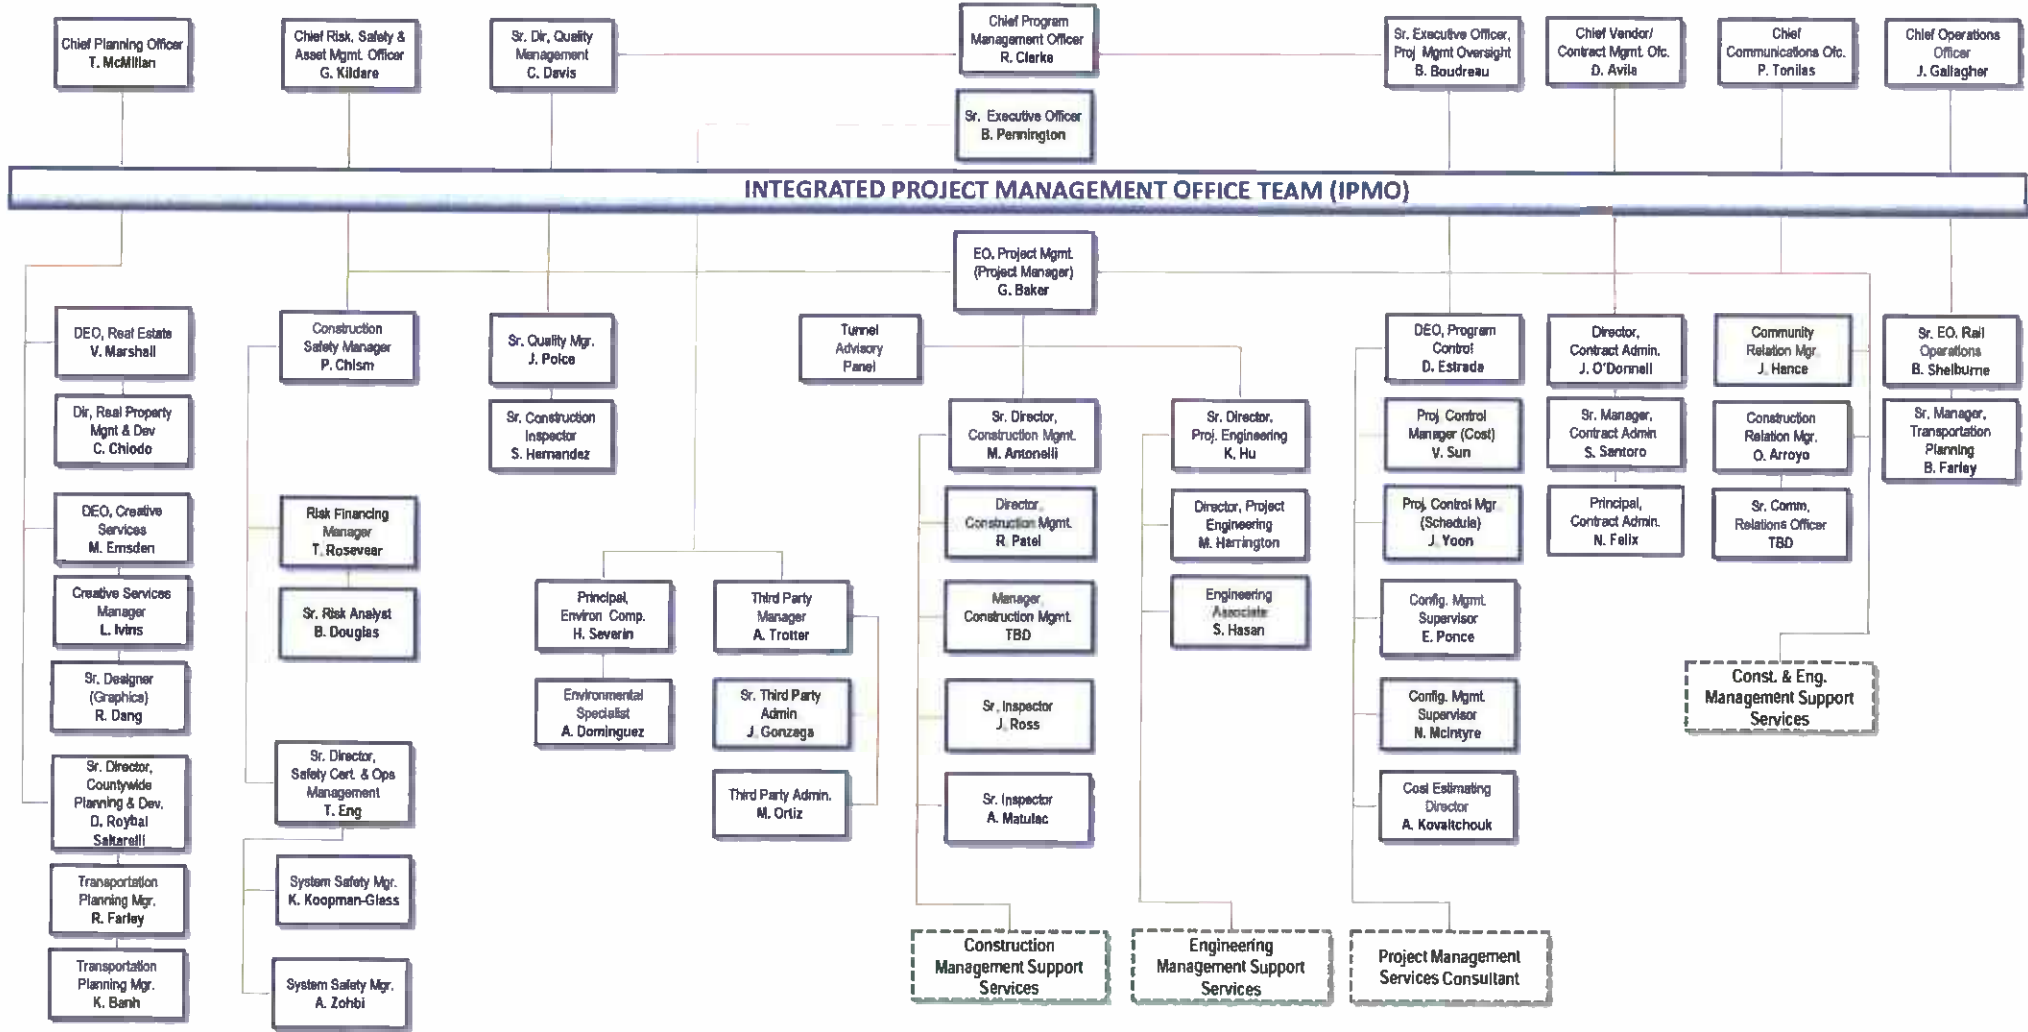 Chief Planning Officer
T. McMillan
Chief Risk, Safety &
Asset Mgmt. Officer
G. Kildare
Sr. Dir, Quality
Management
C. Davis
Chief Program
Management Officer
R. Clarke
Sr. Executive Officer,
Proj Mgmt Oversight
B. Boudreau
Chief Vendor/
Contract Mgmt. Ofc.
D. Avila
Chief
Communications Ofc.
P. Tonilas
Chief Operations
Officer
J. Gallagher
Sr. Executive Officer
B. Pennington
INTEGRATED PROJECT MANAGEMENT OFFICE TEAM (IPMO)
EO, Project Mgmt.
(Project Manager)
G. Baker
DEO, Real Estate
V. Marshall
Dir, Real Property
Mgnt & Dev
C. Chiodo
DEO, Creative
Services
M. Emsden
Creative Services
Manager
L. Ivins
Sr. Designer
(Graphics)
R. Dang
Sr. Director,
Countywide
Planning & Dev.
D. Roybal
Saltarelli
Transportation
Planning Mgr.
R. Farley
Transportation
Planning Mgr.
K. Banh
Construction
Safety Manager
P. Chism
Risk Financing
Manager
T. Rosevear
Sr. Risk Analyst
B. Douglas
Sr. Director,
Safety Cert. & Ops
Management
T. Eng
System Safety Mgr.
K. Koopman-Glass
System Safety Mgr.
A. Zohbi
Sr. Quality Mgr.
J. Polce
Sr. Construction
Inspector
S. Hernandez
Principal,
Environ Comp.
H. Severin
Environmental
Specialist
A. Dominguez
Third Party
Manager
A. Trotter
Sr. Third Party
Admin
J. Gonzaga
Third Party Admin.
M. Ortiz
Tunnel
Advisory
Panel
Sr. Director,
Construction Mgmt.
M. Antonelli
Director,
Construction Mgmt.
R. Patel
Manager,
Construction Mgmt.
TBD
Sr. Inspector
J. Ross
Sr. Inspector
A. Matulac
Construction
Management Support
Services
Sr. Director,
Proj. Engineering
K. Hu
Director, Project
Engineering
M. Harrington
Engineering
Associate
S. Hasan
Engineering
Management Support
Services
DEO, Program
Control
D. Estrada
Proj. Control
Manager (Cost)
V. Sun
Proj. Control Mgr
(Schedule)
J. Yoon
Config. Mgmt.
Supervisor
E. Ponce
Config. Mgmt.
Supervisor
N. McIntyre
Cost Estimating
Director
A. Kovaltchouk
Project Management
Services Consultant
Director,
Contract Admin.
J. O'Donnell
Sr. Manager,
Contract Admin
S. Santoro
Principal,
Contract Admin.
N. Felix
Community
Relation Mgr.
J. Hence
Construction
Relation Mgr.
O. Arroyo
Sr. Comm,
Relations Officer
TBD
Const. & Eng.
Management Support
Services
Sr. EO, Rail
Operations
B. Shelburne
Sr. Manager,
Transportation
Planning
B. Farley